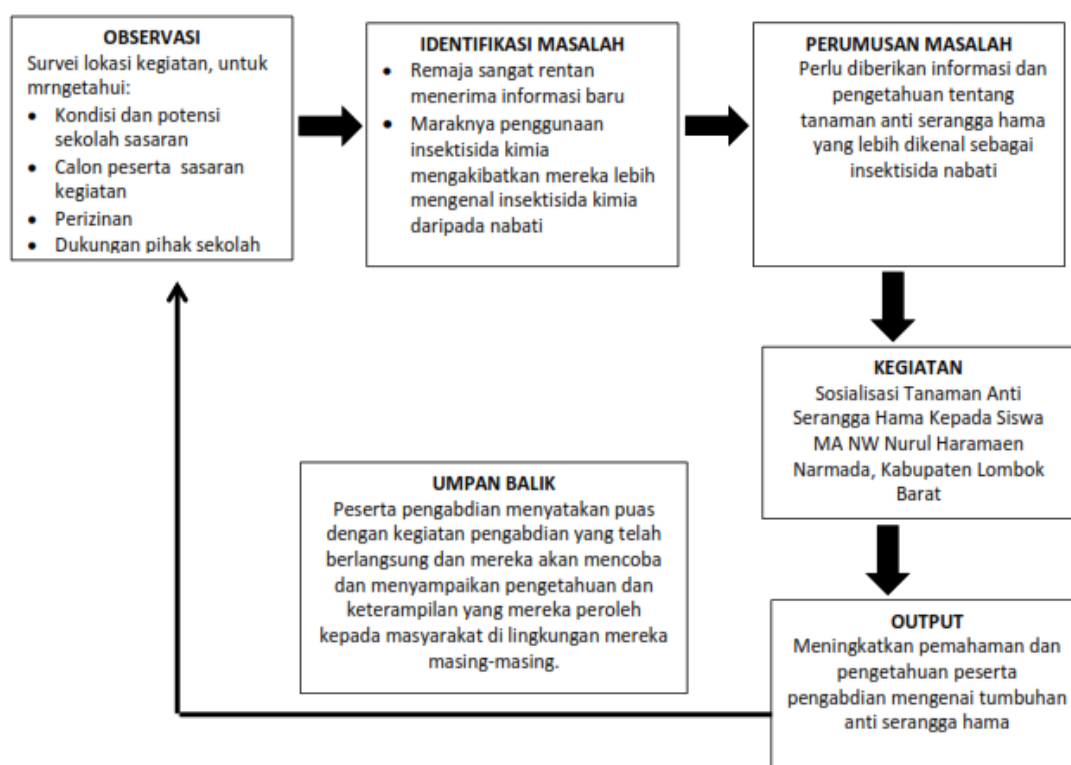 OBSERVASI
Survei lokasi kegiatan, untuk
mrngetahui:
• Kondisi dan potensi
sekolah sasaran
• Calon peserta sasaran
kegiatan
• Perizinan
• Dukungan pihak sekolah
IDENTIFIKASI MASALAH
• Remaja sangat rentan
menerima informasi baru
• Maraknya penggunaan
insektisida kimia
mengakibatkan mereka lebih
mengenal insektisida kimia
daripada nabati
PERUMUSAN MASALAH
Perlu diberikan informasi dan
pengetahuan tentang
tanaman anti serangga hama
yang lebih dikenal sebagai
insektisida nabati
KEGIATAN
Sosialisasi Tanaman Anti
Serangga Hama Kepada Siswa
MA NW Nurul Haramaen
Narmada, Kabupaten Lombok
Barat
OUTPUT
Meningkatkan pemahaman dan
pengetahuan peserta
pengabdian mengenai tumbuhan
anti serangga hama
UMPAN BALIK
Peserta pengabdian menyatakan puas
dengan kegiatan pengabdian yang telah
berlangsung dan mereka akan mencoba
dan menyampaikan pengetahuan dan
keterampilan yang mereka peroleh
kepada masyarakat di lingkungan mereka
masing-masing.